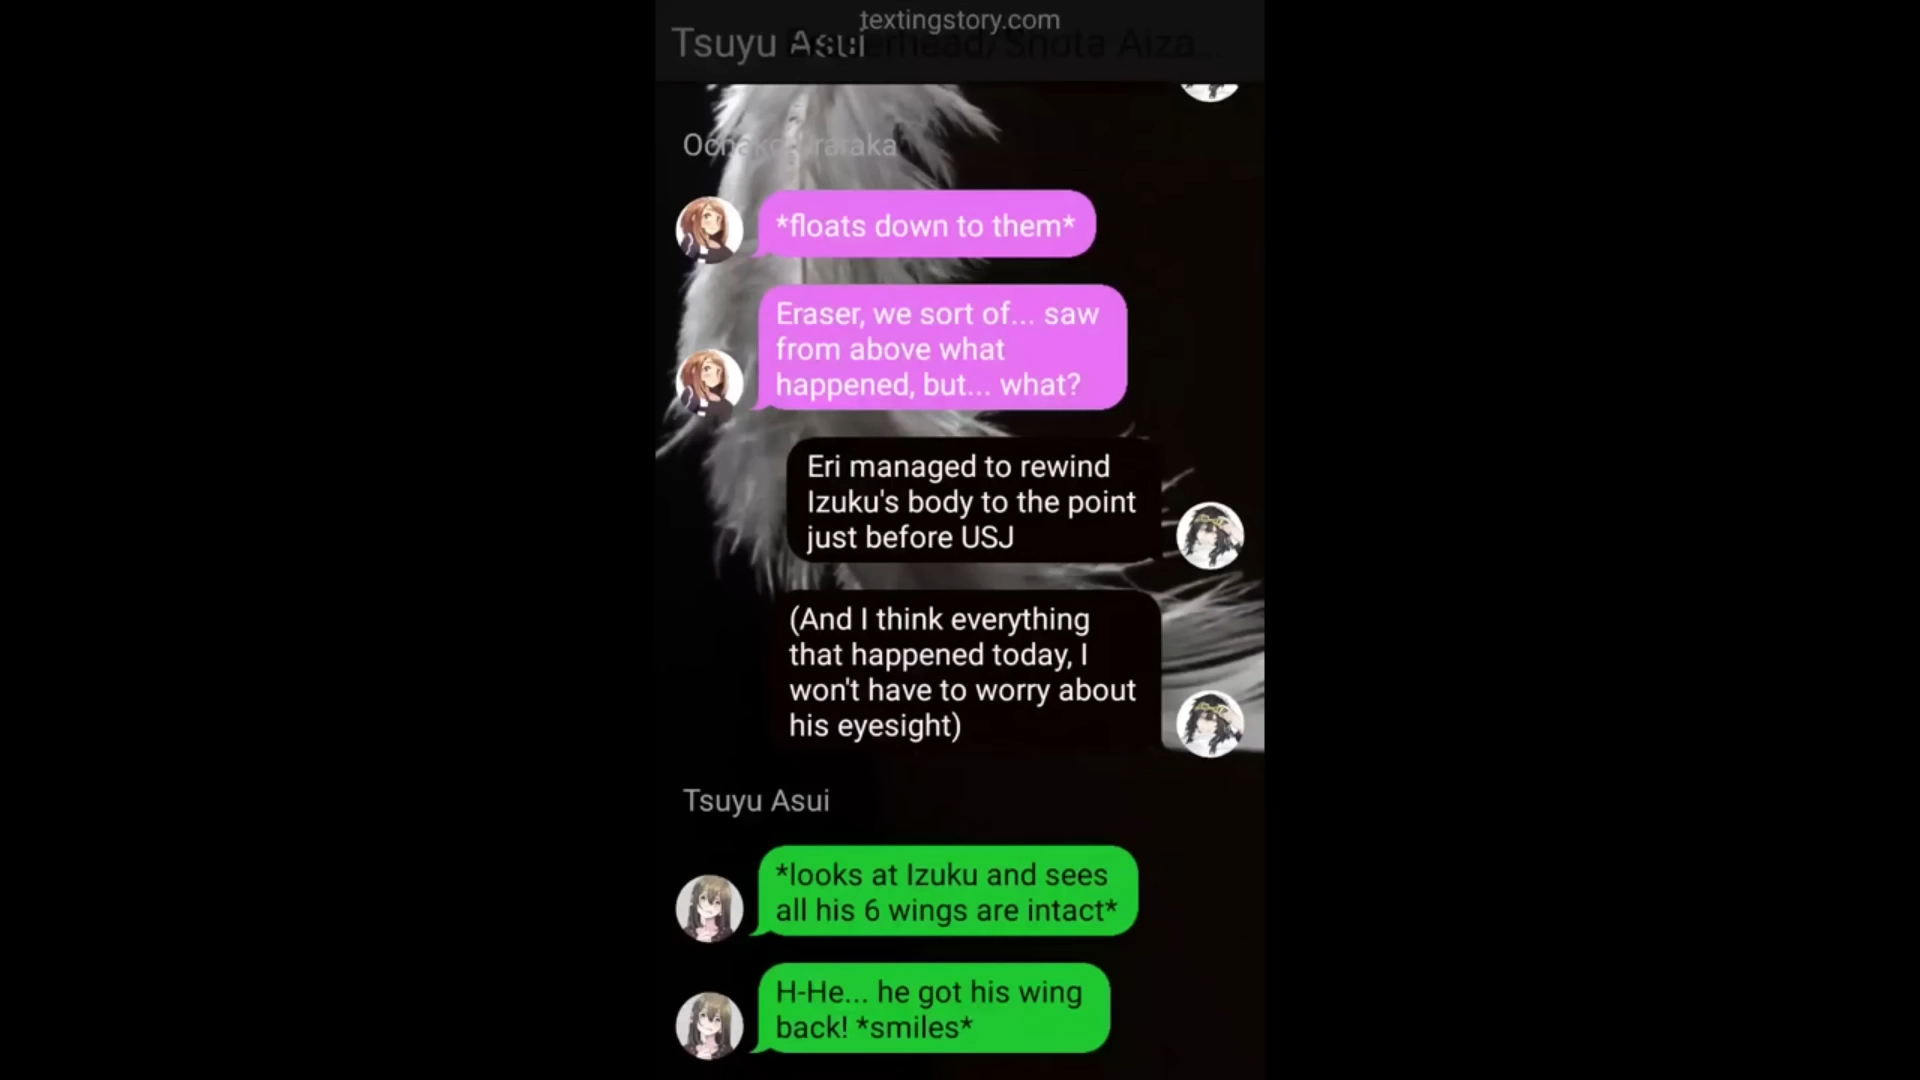 textingstory.com
Tsuyu Asui
Ochako Uraraka
*floats down to them*
Eraser, we sort of... saw
from above what
happened, but... what?
Eri managed to rewind
Izuku's body to the point
just before USJ
(And I think everything
that happened today, I
won't have to worry about
his eyesight)
Tsuyu Asui
*looks at Izuku and sees
all his 6 wings are intact*
H-He... he got his wing
back! *smiles*